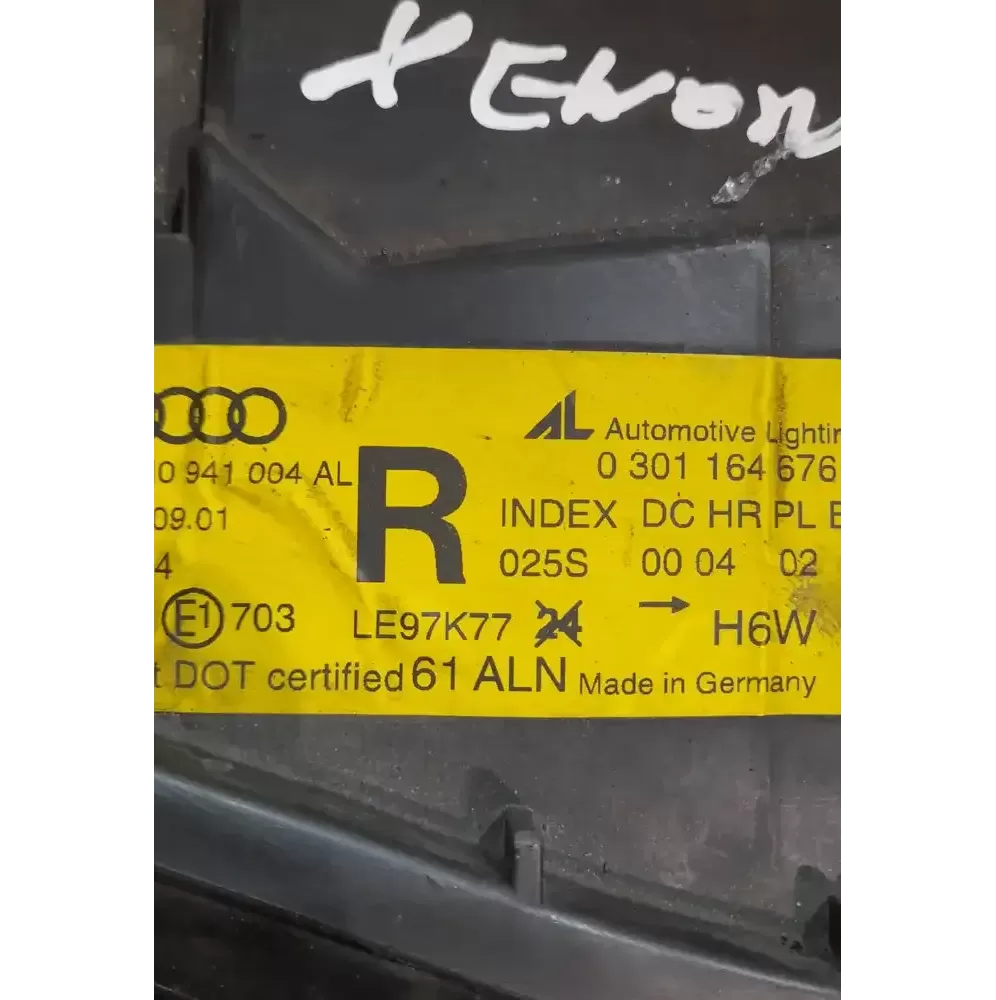 XENON
AL Automotive Lightin
0 941 004 AL R 0 301 164 676
09.01 INDEX DC HR PL E
4 025S 00 04 02
E1 703 LE97K77 24 → H6W
t DOT certified 61 ALN Made in Germany